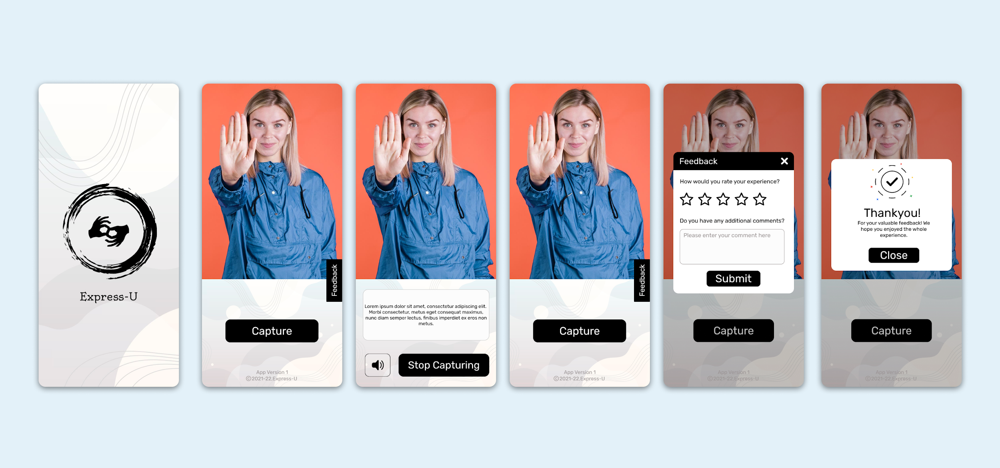 Express-U
Feedback
Capture
App Version 1
©2021-22.Express-U
Lorem ipsum dolor sit amet, consectetur adipiscing elit.
Morbi consectetur, metus eget consequat maximus,
nunc diam semper lectus, finibus imperdiet ex eros non
metus.
Stop Capturing
Feedback
Capture
App Version 1
©2021-22.Express-U
Feedback
How would you rate your experience?
Do you have any additional comments?
Please enter your comment here
Submit
Capture
App Version 1
©2021-22.Express-U
Thankyou!
For your valuable feedback! We
hope you enjoyed the whole
experience.
Close
Capture
App Version 1
©2021-22.Express-U